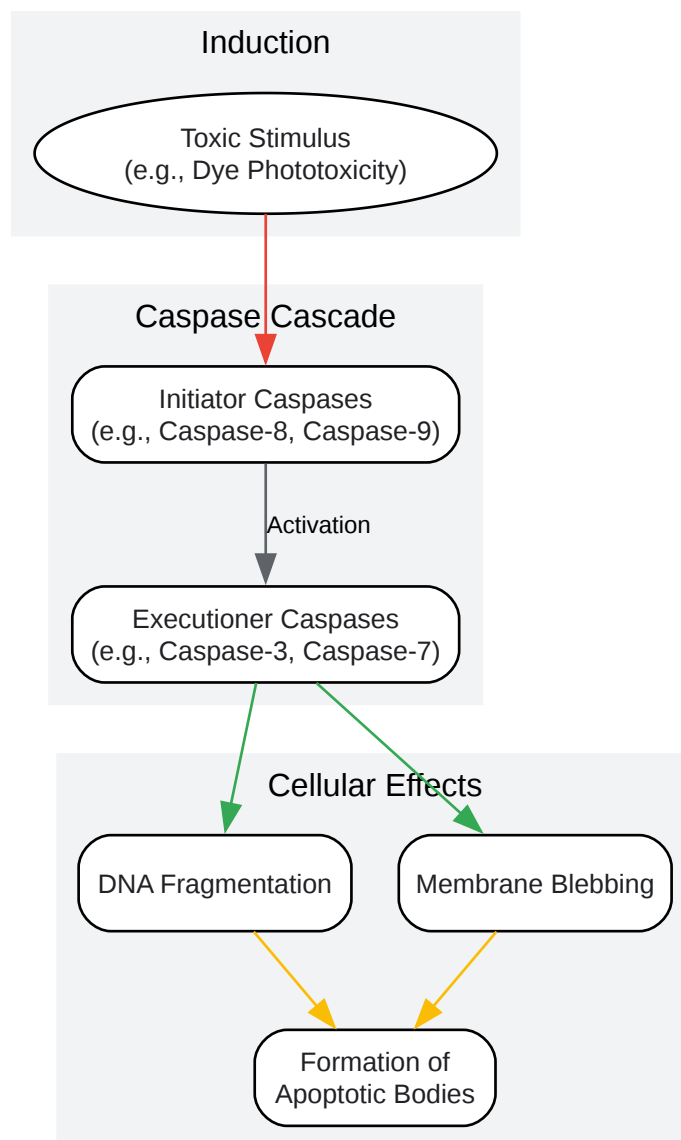 Induction
Toxic Stimulus
(e.g., Dye Phototoxicity)
Caspase Cascade
Initiator Caspases
(e.g., Caspase-8, Caspase-9)
Activation
Executioner Caspases
(e.g., Caspase-3, Caspase-7)
Cellular Effects
DNA Fragmentation
Membrane Blebbing
Formation of
Apoptotic Bodies